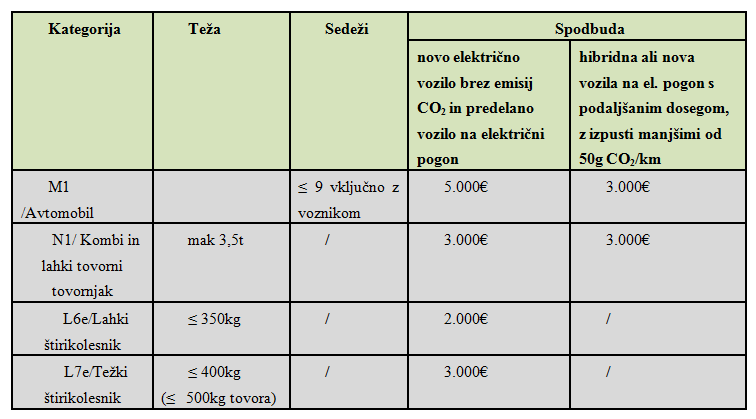 Kategorija
Teža
Sedeži
Spodbuda
novo električno
vozilo brez emisij
CO₂ in predelano
vozilo na električni
pogon
hibridna ali nova
vozila na el. pogon s
podaljšanim dosegom,
z izpusti manjšimi od
50g CO₂/km
M1
/Avtomobil
≤ 9 vključno z
voznikom
5.000€
3.000€
N1/ Kombi in
lahki tovorni
tovornjak
mak 3,5t
/
3.000€
3.000€
L6e/Lahki
štirikolesnik
≤ 350kg
/
2.000€
/
L7e/Težki
štirikolesnik
≤ 400kg
(≤ 500kg tovora)
/
3.000€
/